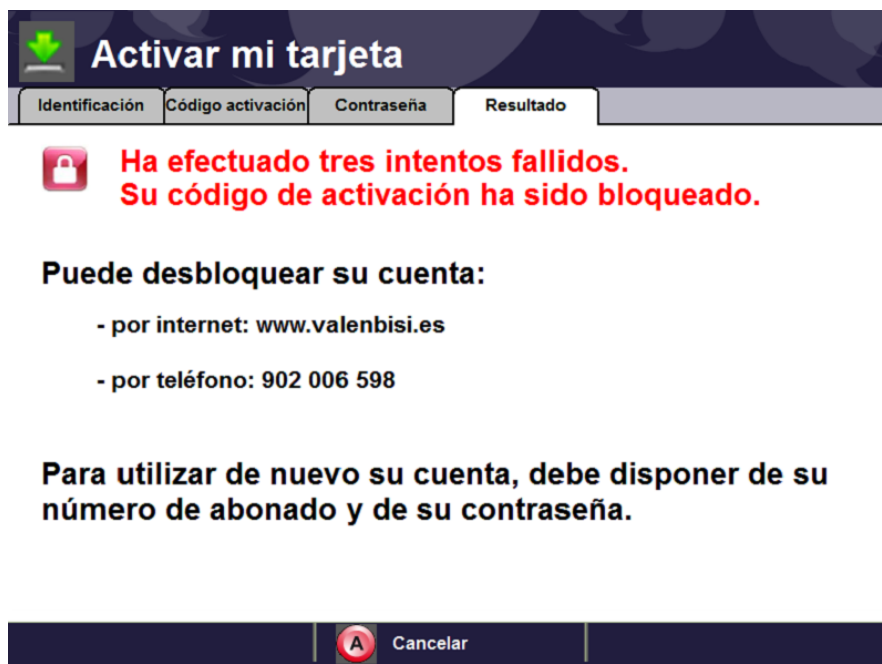 Activar mi tarjeta
Identificación Código activación Contraseña Resultado
Ha efectuado tres intentos fallidos.
Su código de activación ha sido bloqueado.
Puede desbloquear su cuenta:
- por internet: www.valenbisi.es
- por teléfono: 902 006 598
Para utilizar de nuevo su cuenta, debe disponer de su
número de abonado y de su contraseña.
A Cancelar